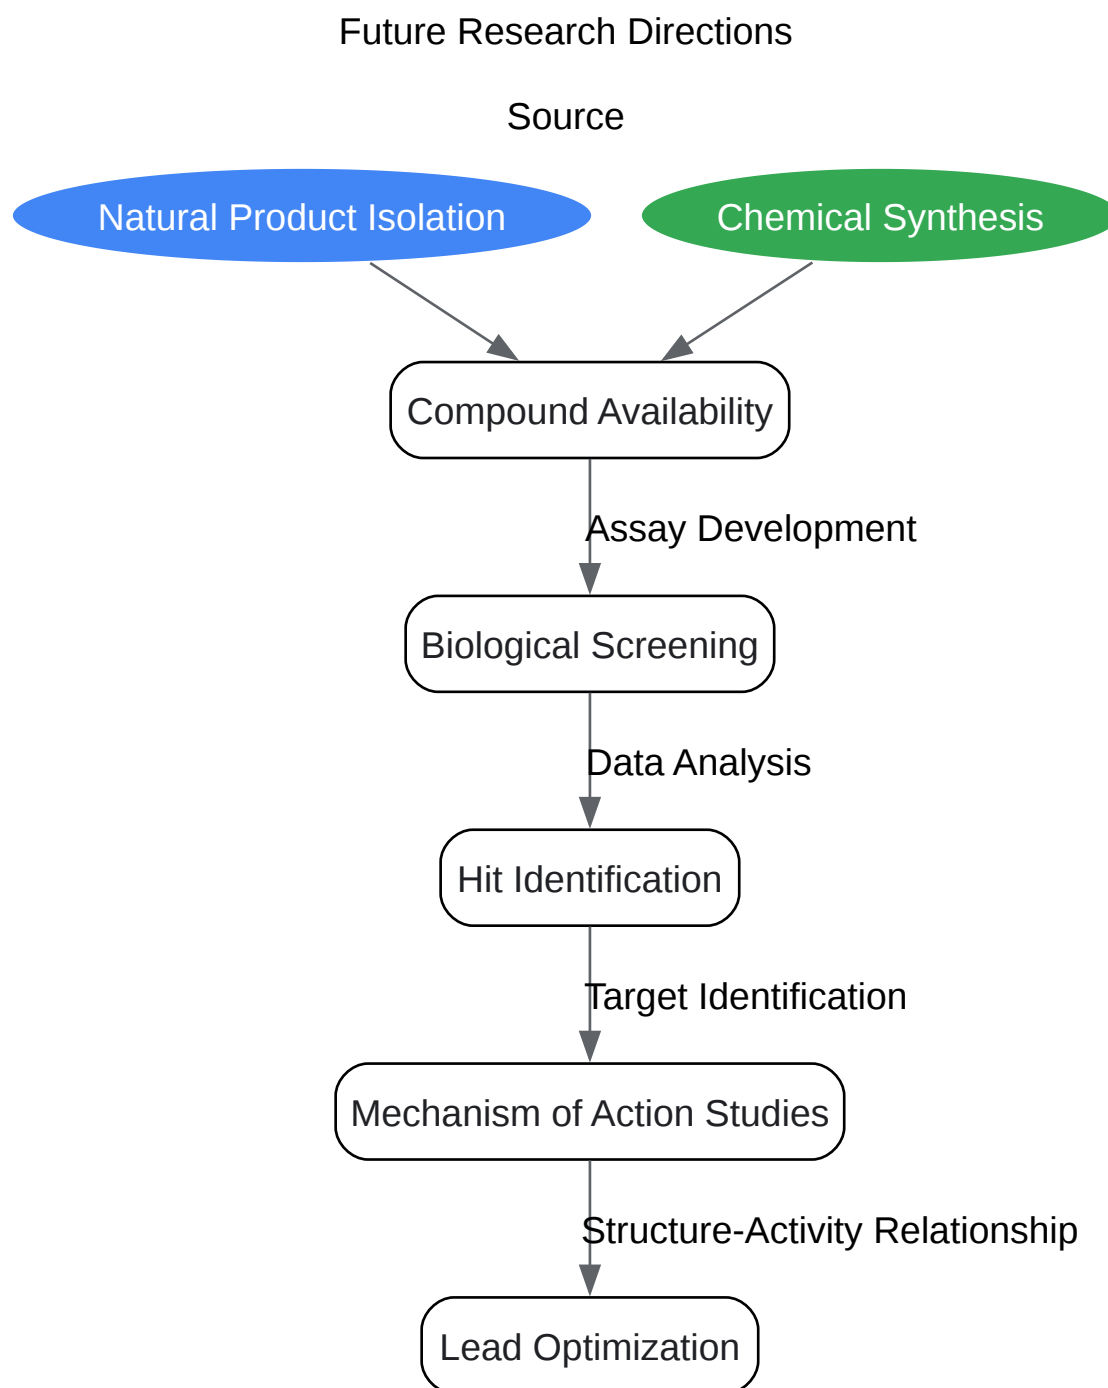 Future Research Directions
Source
Natural Product Isolation
Chemical Synthesis
Compound Availability
Assay Development
Biological Screening
Data Analysis
Hit Identification
Target Identification
Mechanism of Action Studies
Structure-Activity Relationship
Lead Optimization